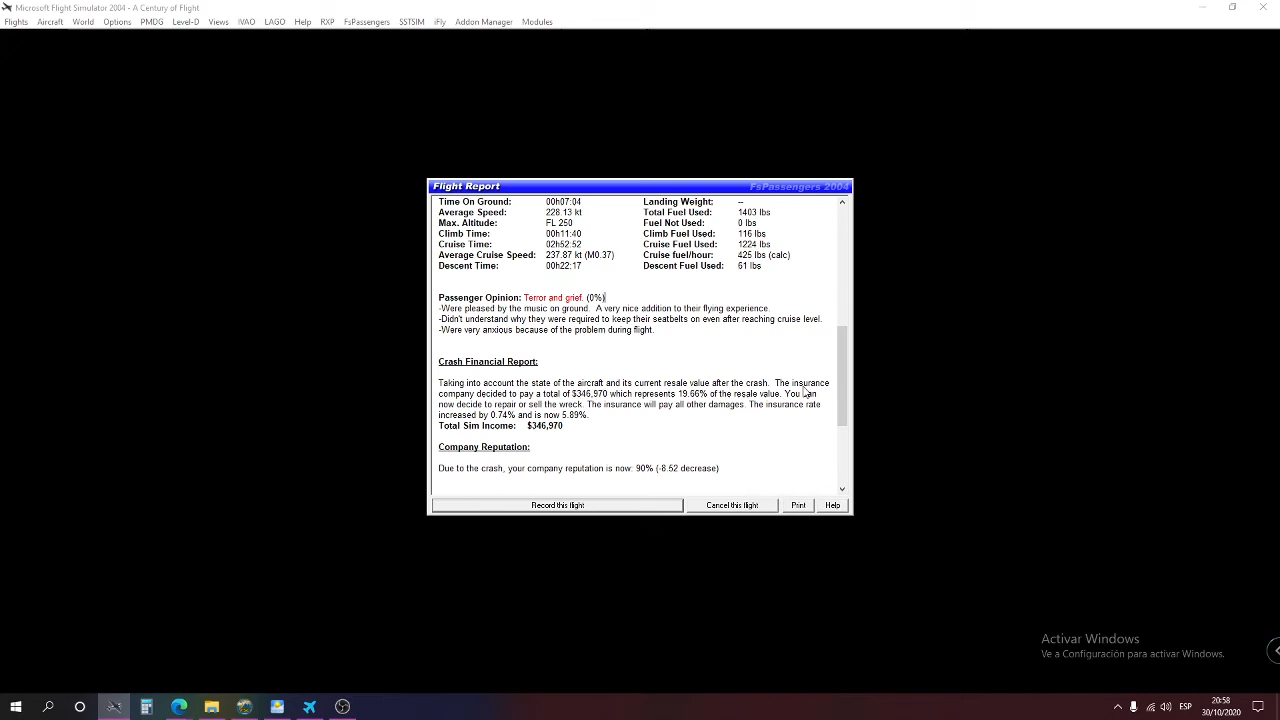 Microsoft Flight Simulator 2004 - A Century of Flight
Flights Aircraft World Options PMDG Level-D Views IVAO LAGO Help RXP FsPassengers SSTSIM iFly Addon Manager Modules
Flight Report FsPassengers 2004
Time On Ground: 00h07:04 Landing Weight: --
Average Speed: 228.13 kt Total Fuel Used: 1403 lbs
Max. Altitude: FL 250 Fuel Not Used: 0 lbs
Climb Time: 00h11:40 Climb Fuel Used: 116 lbs
Cruise Time: 02h52:52 Cruise Fuel Used: 1224 lbs
Average Cruise Speed: 237.87 kt (M0.37) Cruise fuel/hour: 425 lbs (calc)
Descent Time: 00h22:17 Descent Fuel Used: 61 lbs
Passenger Opinion: Terror and grief. (0%)
-Were pleased by the music on ground. A very nice addition to their flying experience.
-Didn't understand why they were required to keep their seatbelts on even after reaching cruise level.
-Were very anxious because of the problem during flight.
Crash Financial Report:
Taking into account the state of the aircraft and its current resale value after the crash. The insurance
company decided to pay a total of $346,970 which represents 19.66% of the resale value. You can
now decide to repair or sell the wreck. The insurance will pay all other damages. The insurance rate
increased by 0.74% and is now 5.89%.
Total Sim Income: $346,970
Company Reputation:
Due to the crash, your company reputation is now: 90% (-8.52 decrease)
Record this flight Cancel this flight Print Help
Activar Windows
Ve a Configuración para activar Windows.
ESP
20:58
30/10/2020